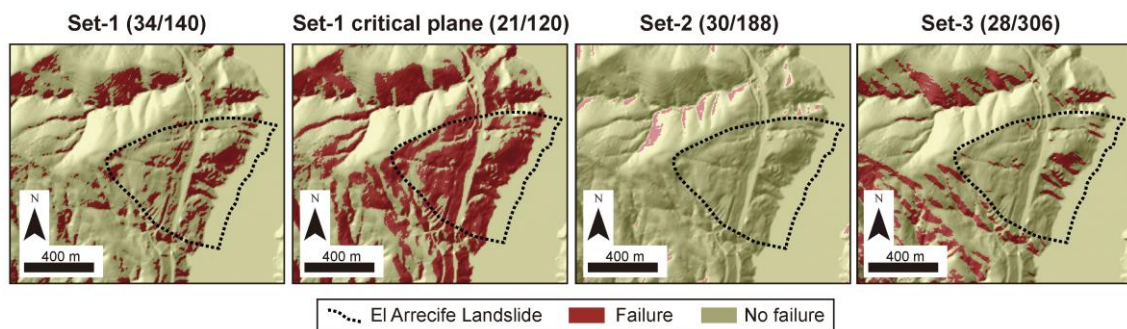 Set-1 (34/140)
Set-1 critical plane (21/120)
Set-2 (30/188)
Set-3 (28/306)
N
400 m
N
400 m
N
400 m
N
400 m
El Arrecife Landslide
Failure
No failure